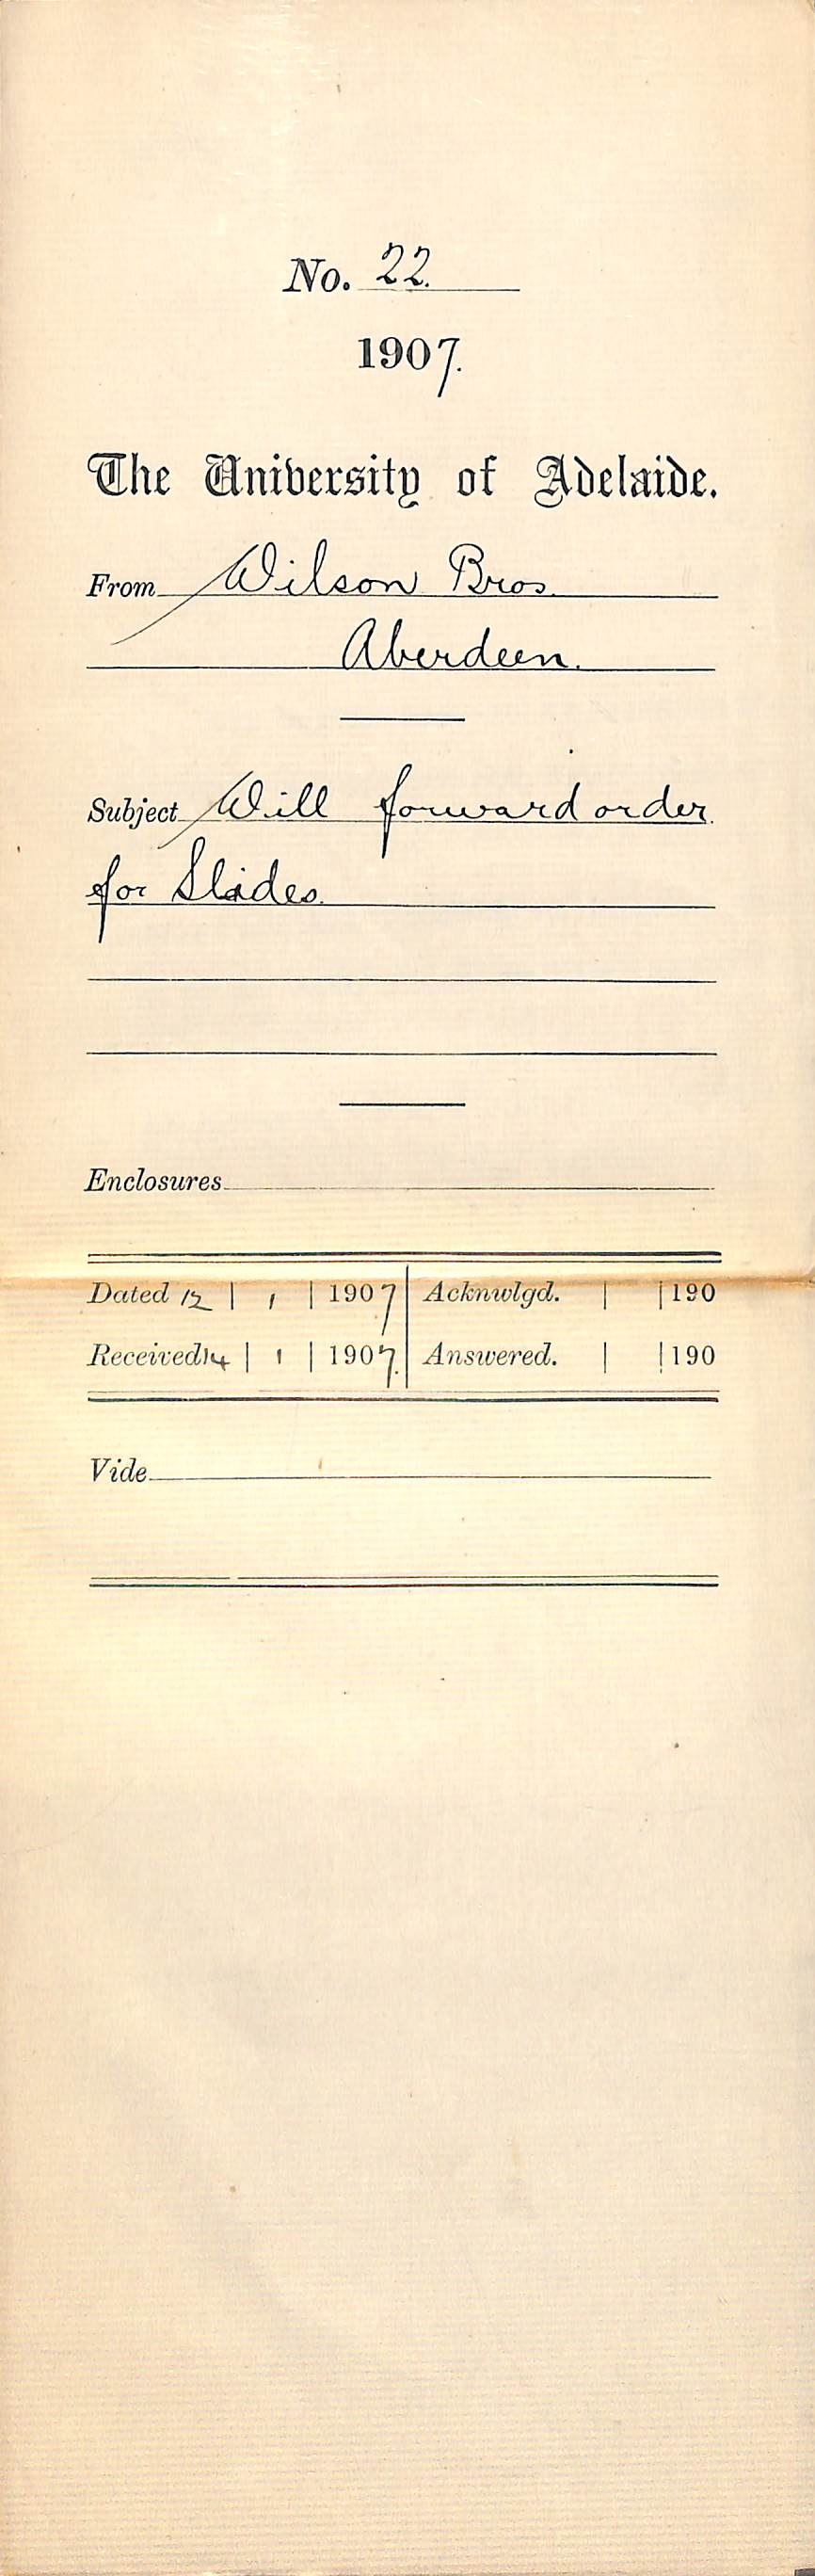 No. 22.
1907.
The University of Adelaide.
From Wilson Bros.
Aberdeen.
Subject Will forward order
for Slides.
Enclosures
Dated 12 | 1 | 1907 Acknwlgd. | | 190
Received 14 | 1 | 1907. Answered. | | 190
Vide